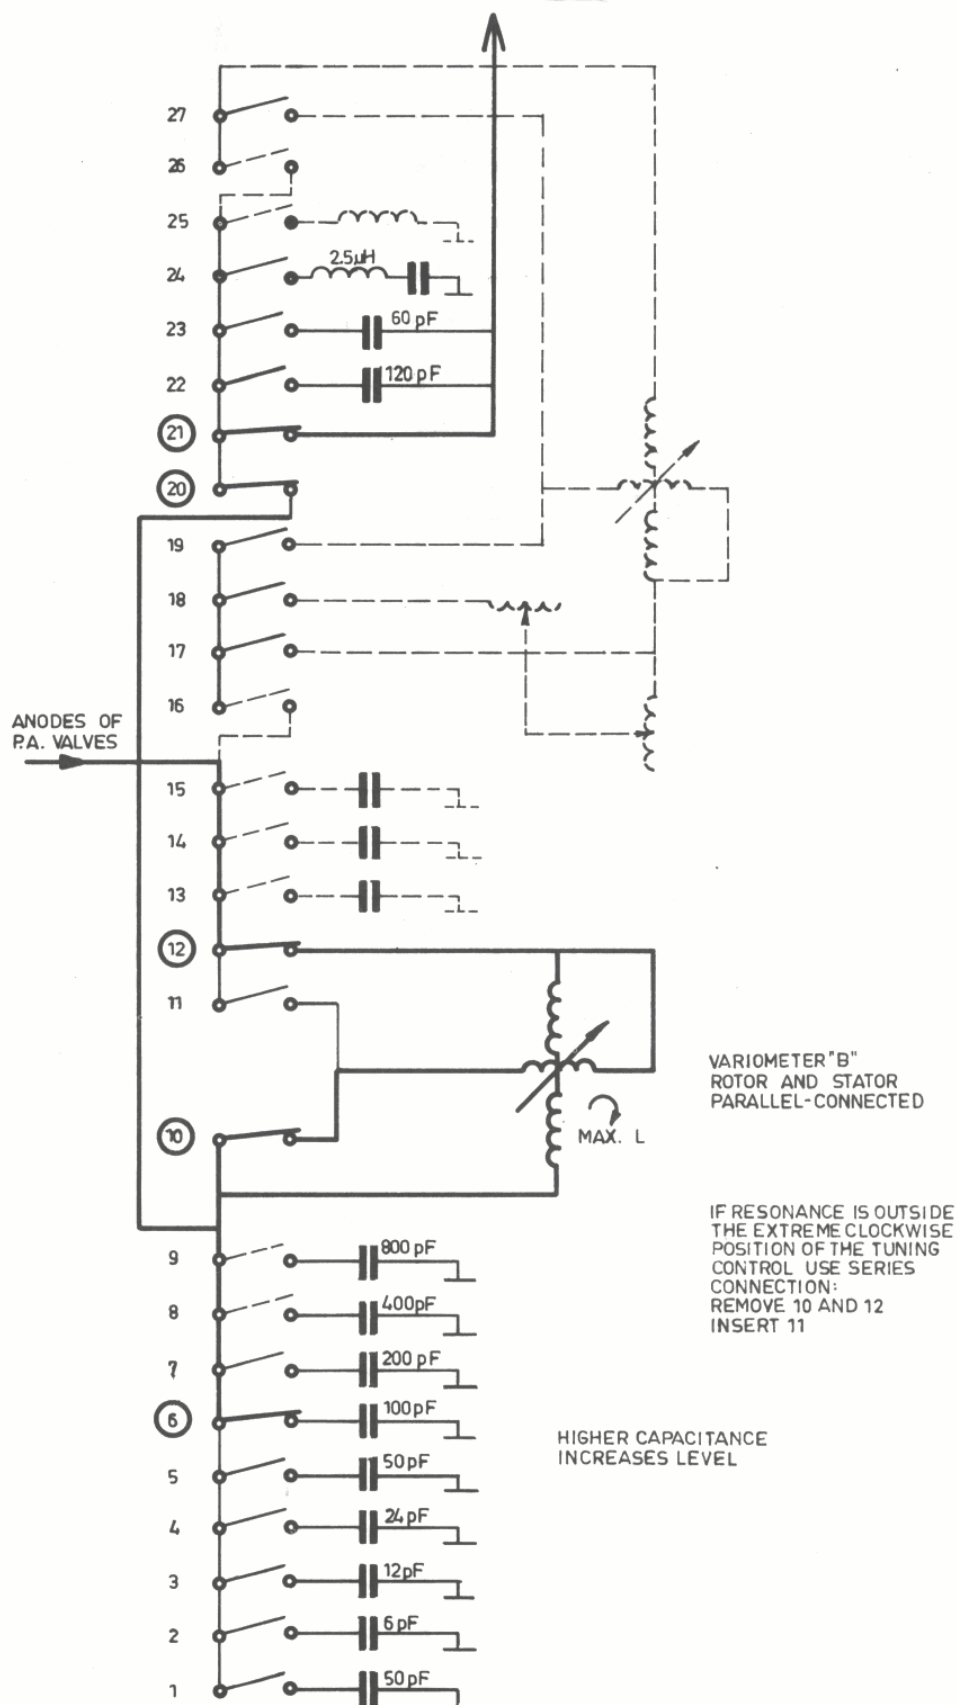 27
26
25
24 2.5µH
23 60 pF
22 120 pF
21
20
19
18
17
16
ANODES OF
P.A. VALVES
15
14
13
12
11
VARIOMETER "B"
ROTOR AND STATOR
PARALLEL-CONNECTED
10
MAX. L
IF RESONANCE IS OUTSIDE
THE EXTREME CLOCKWISE
POSITION OF THE TUNING
CONTROL USE SERIES
CONNECTION:
REMOVE 10 AND 12
INSERT 11
9 800 pF
8 400pF
7 200 pF
6 100pF
HIGHER CAPACITANCE
INCREASES LEVEL
5 50pF
4 24pF
3 12pF
2 6pF
1 50pF